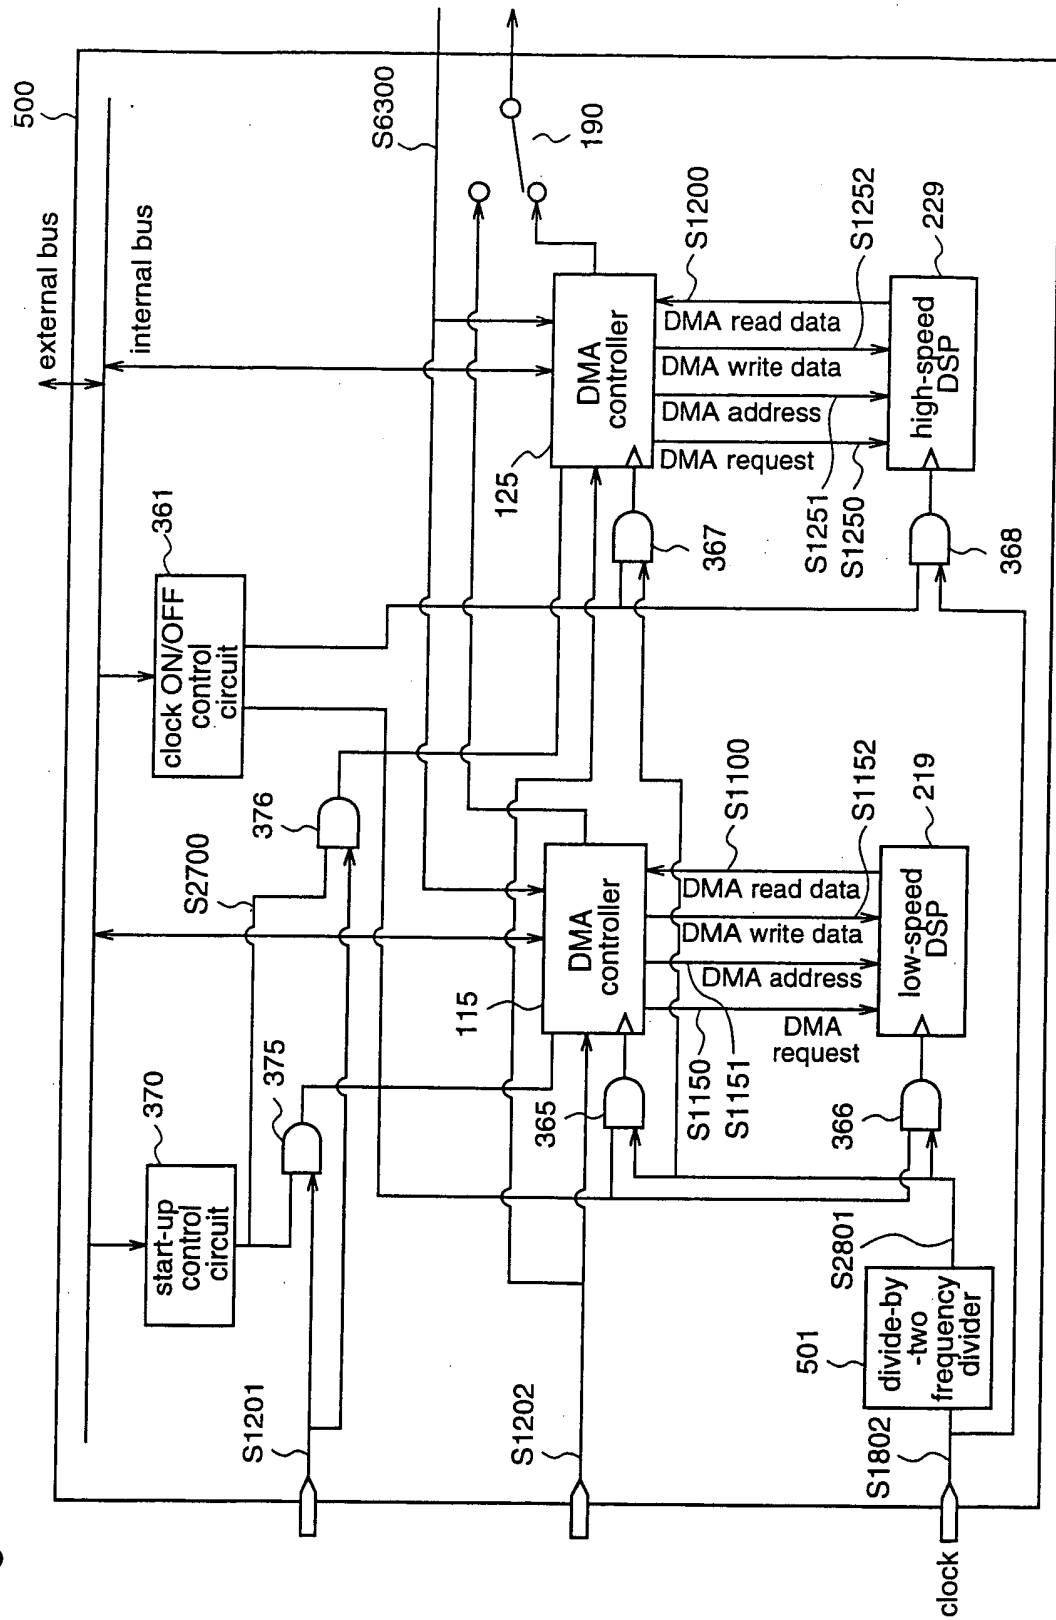 500
external bus
internal bus
S6300
190
clock ON/OFF
control
circuit
361
start-up
control
circuit
370
S2700
376
375
S1201
S1202
DMA
controller
125
DMA
controller
115
367
368
365
366
DMA read data
DMA write data
DMA address
DMA request
S1200
S1252
S1251
S1250
high-speed
DSP
229
DMA read data
DMA write data
DMA address
DMA
request
S1100
S1152
S1150
S1151
low-speed
DSP
219
S2801
501
divide-by
-two
frequency
divider
S1802
clock